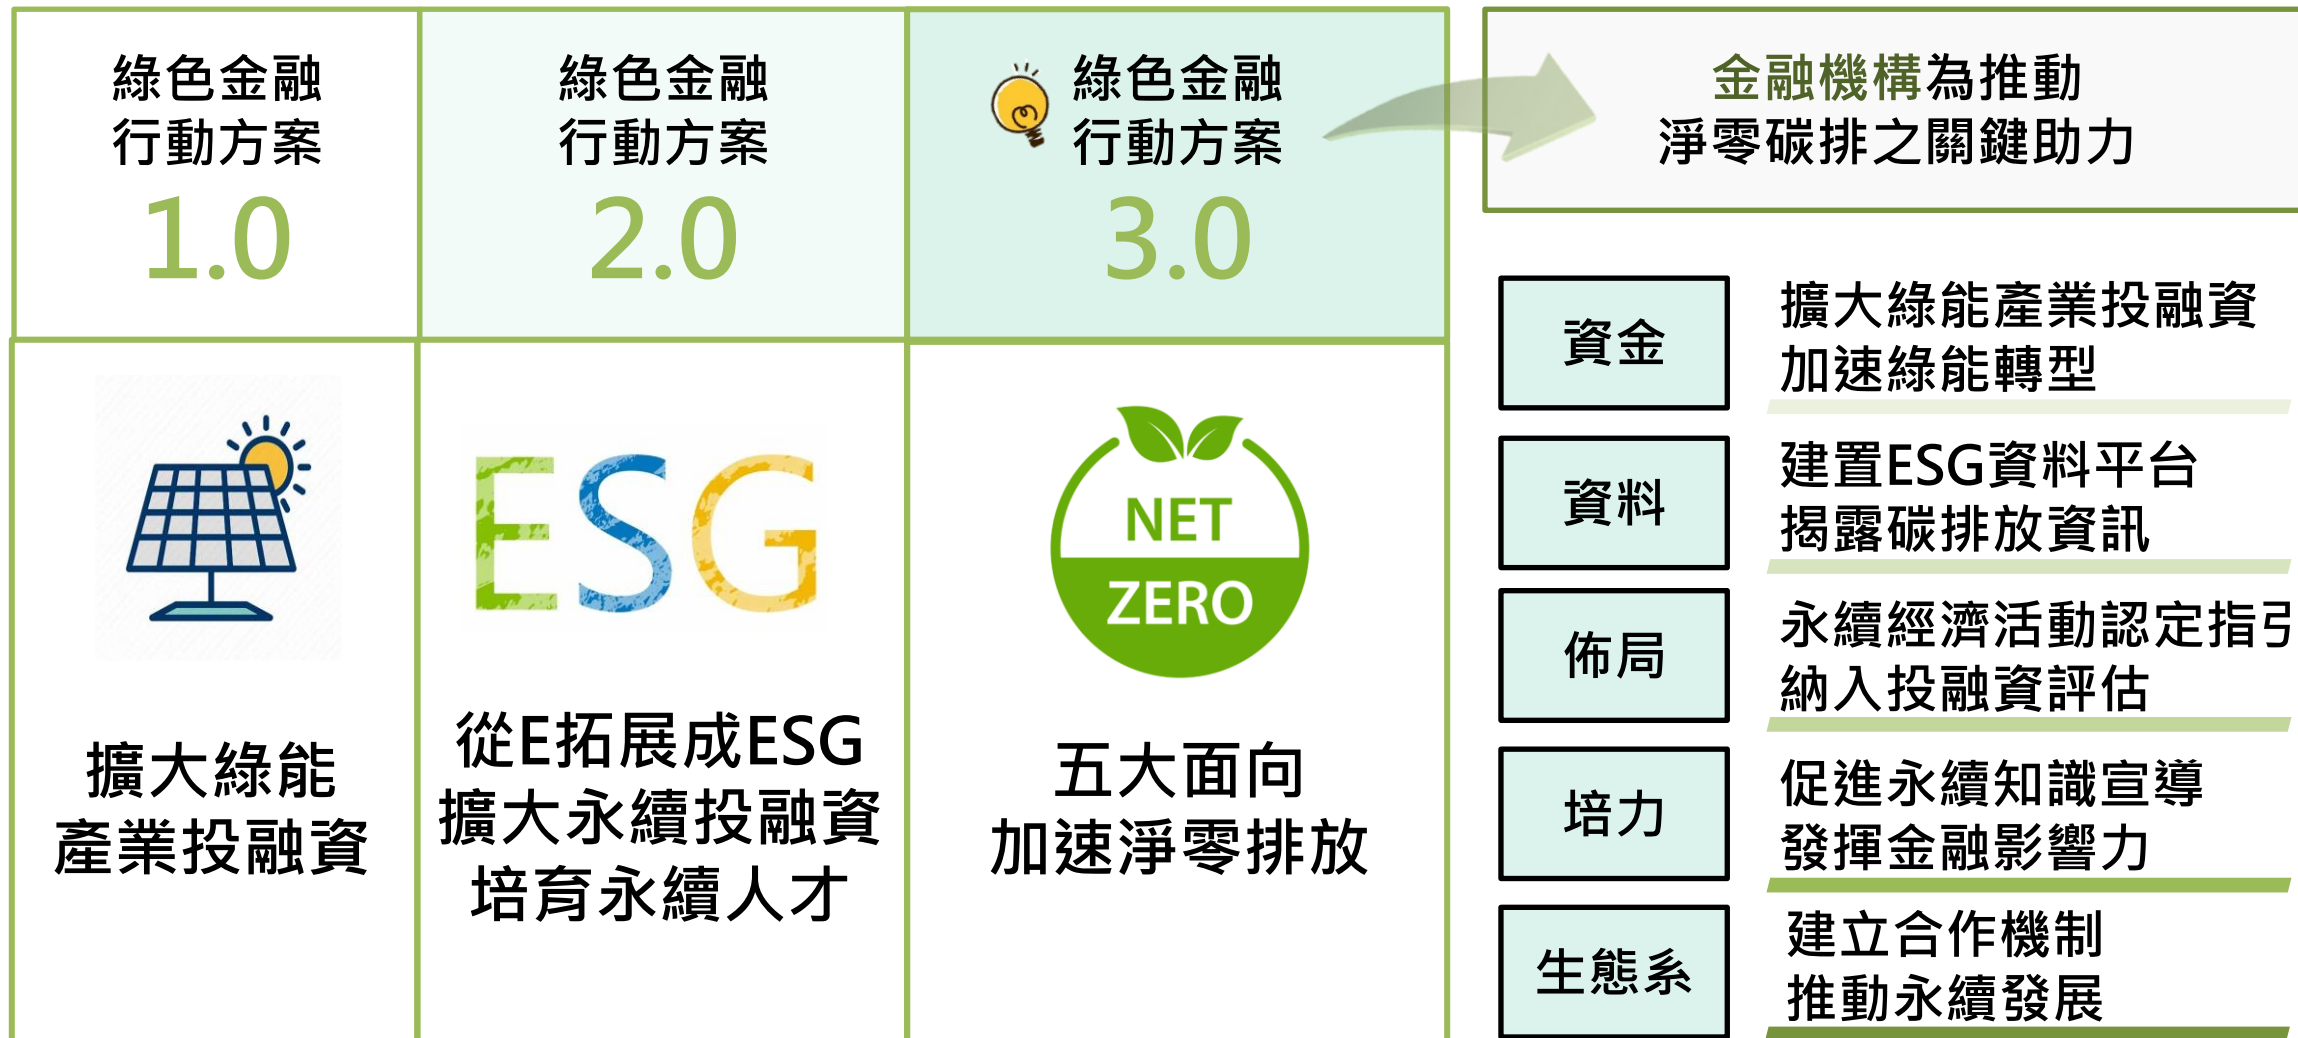 綠色金融
行動方案
1.0
綠色金融
行動方案
2.0
綠色金融
行動方案
3.0
擴大綠能
產業投融資
ESG
從E拓展成ESG
擴大永續投融資
培育永續人才
NET
ZERO
五大面向
加速淨零排放
金融機構為推動
淨零碳排之關鍵助力
資金
擴大綠能產業投融資
加速綠能轉型
資料
建置ESG資料平台
揭露碳排放資訊
佈局
永續經濟活動認定指引
納入投融資評估
培力
促進永續知識宣導
發揮金融影響力
生態系
建立合作機制
推動永續發展